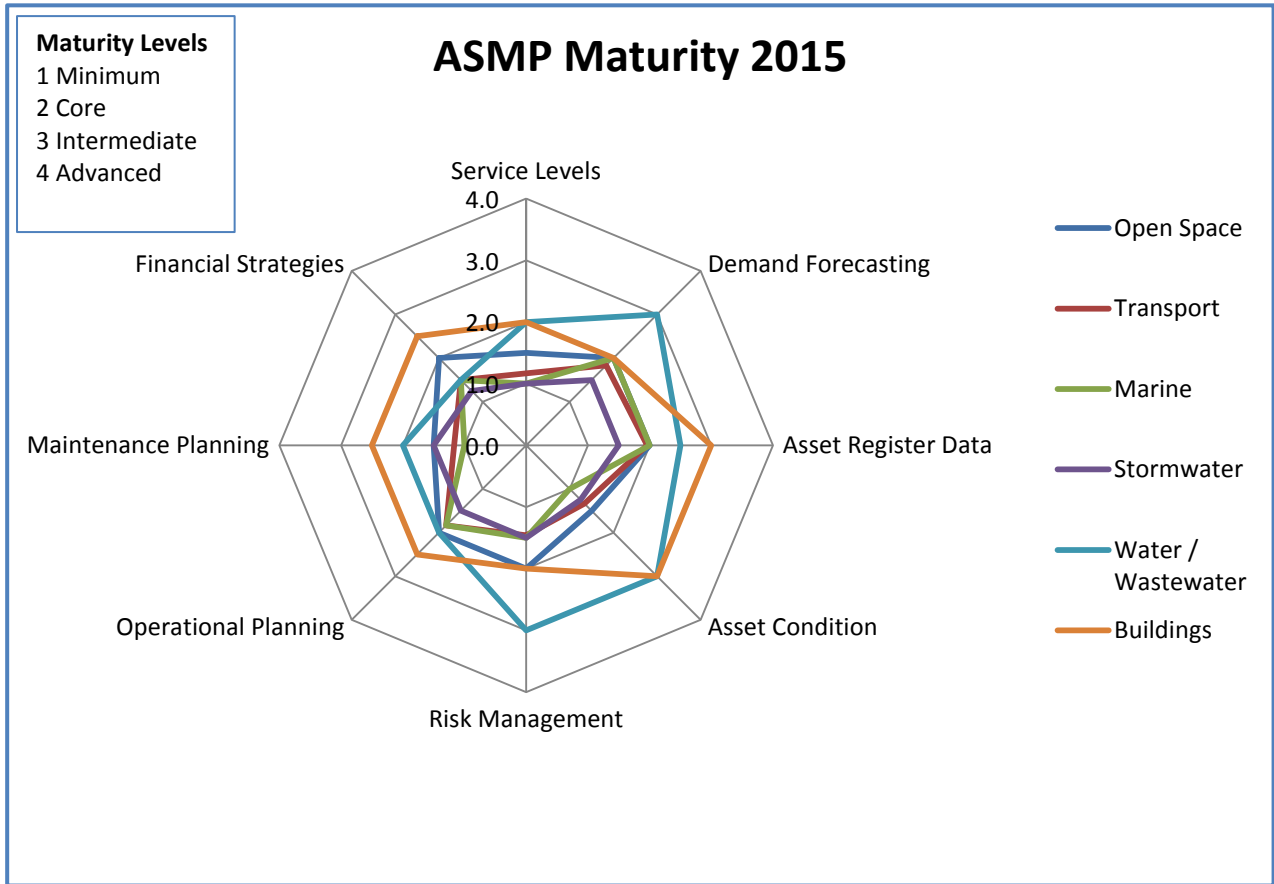 Maturity Levels
1 Minimum
2 Core
3 Intermediate
4 Advanced
ASMP Maturity 2015
Service Levels
Demand Forecasting
Asset Register Data
Asset Condition
Risk Management
Operational Planning
Maintenance Planning
Financial Strategies
4.0
3.0
2.0
1.0
0.0
Open Space
Transport
Marine
Stormwater
Water /
Wastewater
Buildings